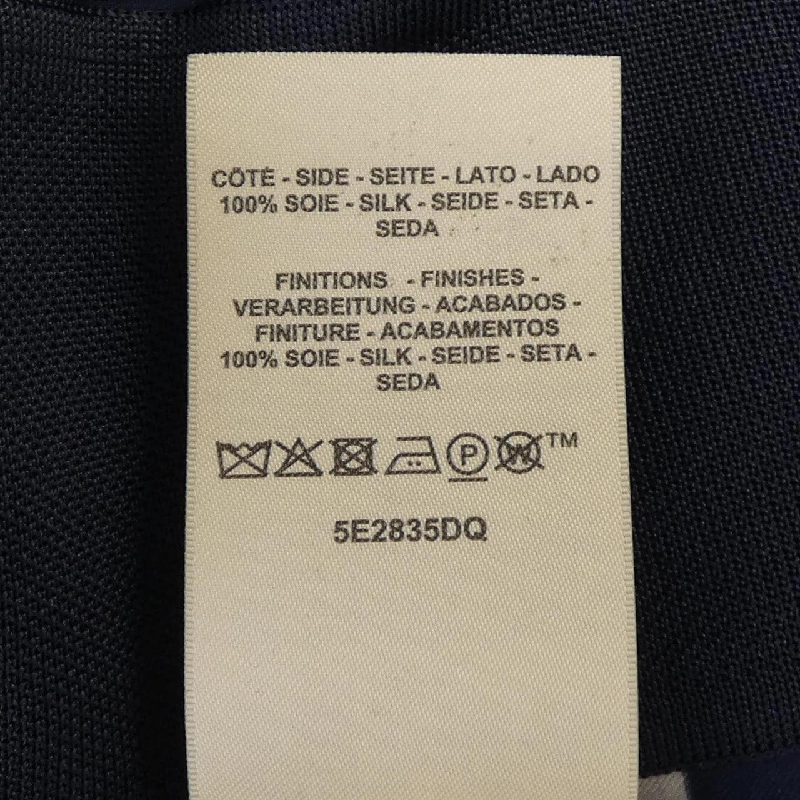 CÔTÉ - SIDE - SEITE - LATO - LADO
100% SOIE - SILK - SEIDE - SETA -
SEDA
FINITIONS - FINISHES -
VERARBEITUNG - ACABADOS -
FINITURE - ACABAMENTOS
100% SOIE - SILK - SEIDE - SETA -
SEDA
P W TM
5E2835DQ